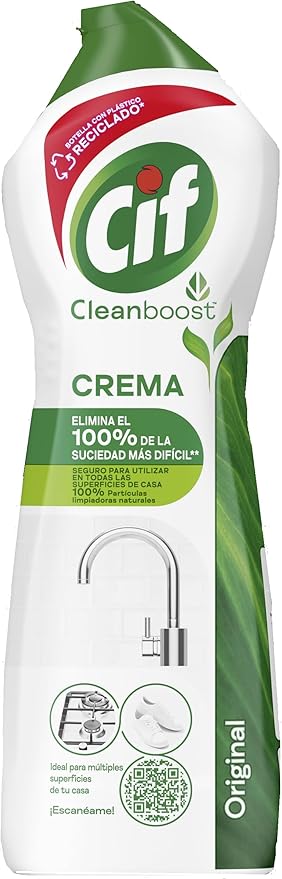 BOTELLA CON PLÁSTICO
RECICLADO*
Cif
Cleanboost™
CREMA
ELIMINA EL
100% DE LA
SUCIEDAD MÁS DIFÍCIL**
SEGURO PARA UTILIZAR
EN TODAS LAS
SUPERFICIES DE CASA
100% Partículas
limpiadoras naturales
Ideal para múltiples
superficies
de tu casa
¡Escanéame!
Original